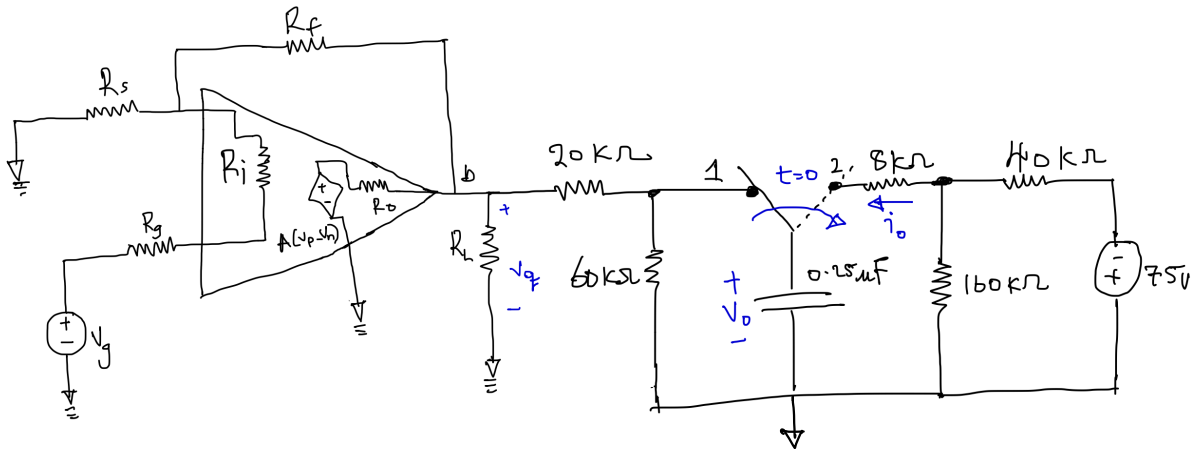 Rf
Rs
Ri
Rg
Vg
+
-
A(Vp-Vn)
+
-
Ro
b
+
RL
Vq
-
20KΩ
60KΩ
1
t=0
2
8KΩ
io
40KΩ
0.25μF
+
Vo
-
160KΩ
-
+
75V